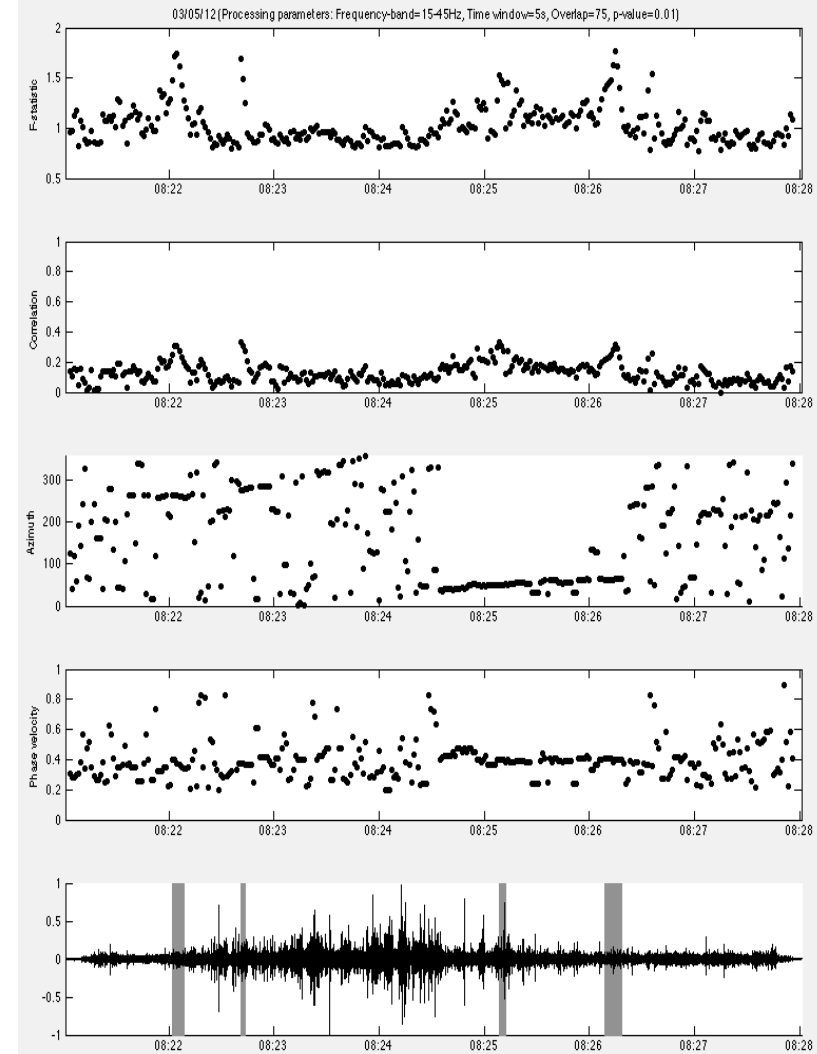 03/05/12 (Processing parameters: Frequency-band=15-45Hz, Time window=5s, Overlap=75, p-value=0.01)
2
1.5
1
0.5
F-statistic
08:22 08:23 08:24 08:25 08:26 08:27 08:28
1
0.8
0.6
0.4
0.2
0
Correlation
08:22 08:23 08:24 08:25 08:26 08:27 08:28
300
200
100
0
Azimuth
08:22 08:23 08:24 08:25 08:26 08:27 08:28
1
0.8
0.6
0.4
0.2
0
Phase velocity
08:22 08:23 08:24 08:25 08:26 08:27 08:28
1
0.5
0
-0.5
-1
08:22 08:23 08:24 08:25 08:26 08:27 08:28